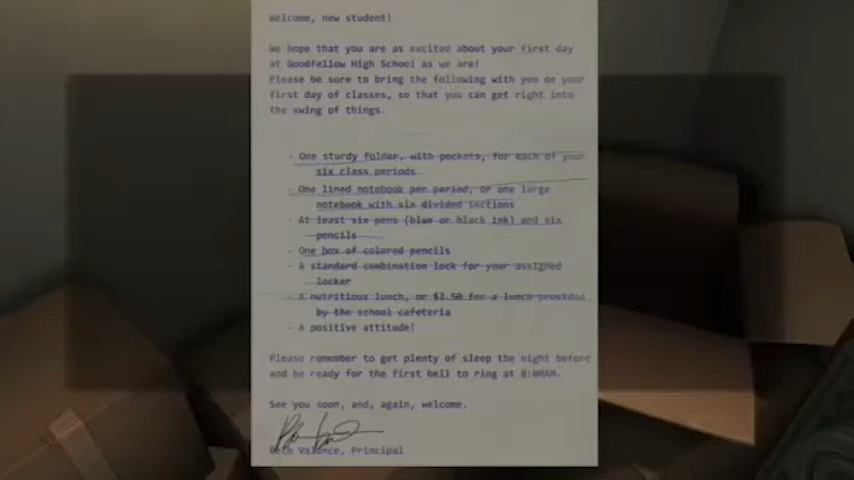 Welcome, new student!
We hope that you are as excited about your first day
at Goodfellow High School as we are!
Please be sure to bring the following with you on your
first day of classes, so that you can get right into
the swing of things.
- One sturdy folder, with pockets, for each of your
six class periods
- One lined notebook per period, or one large
notebook with six divided sections
- At least six pens (blue or black ink) and six
pencils
- One box of colored pencils
- A standard combination lock for your assigned
locker
- A nutritious lunch, or $2.50 for a lunch provided
by the school cafeteria
- A positive attitude!
Please remember to get plenty of sleep the night before
and be ready for the first bell to ring at 8:00AM.
See you soon, and, again, welcome.
Beth Valence, Principal